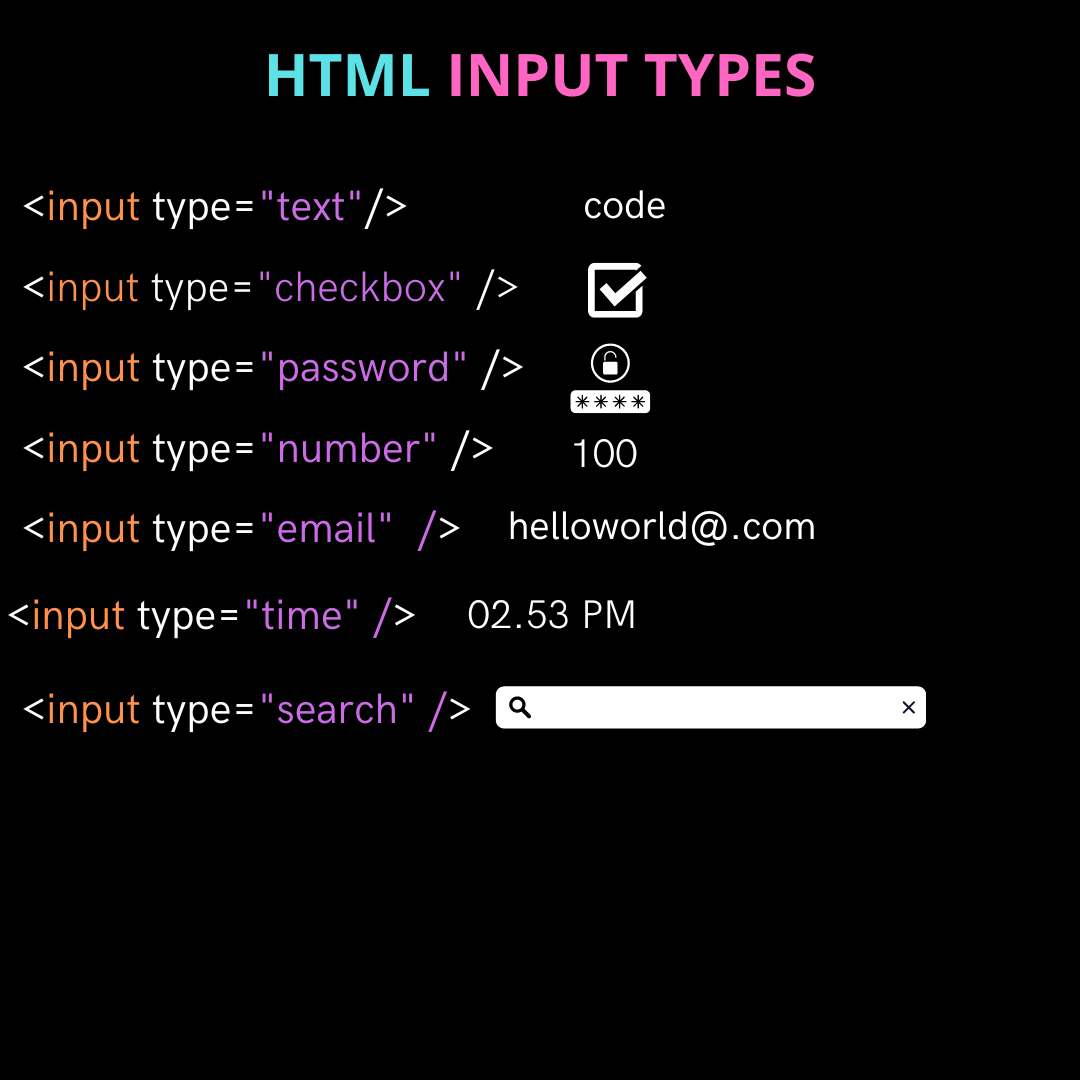 HTML INPUT TYPES
<input type="text"/> code
<input type="checkbox" />
<input type="password" />
****
<input type="number" /> 100
<input type="email"  /> helloworld@.com
<input type="time" /> 02.53 PM
<input type="search" /> ×